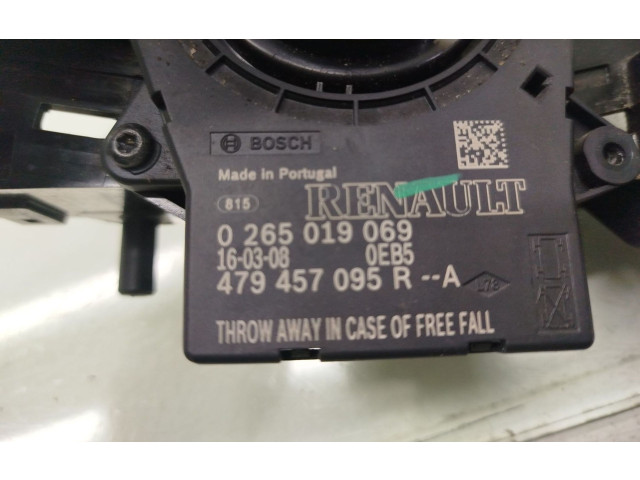 BOSCH
Made in Portugal
815
RENAULT
0 265 019 069
16-03-08 0EB5
479 457 095 R --A
178
THROW AWAY IN CASE OF FREE FALL